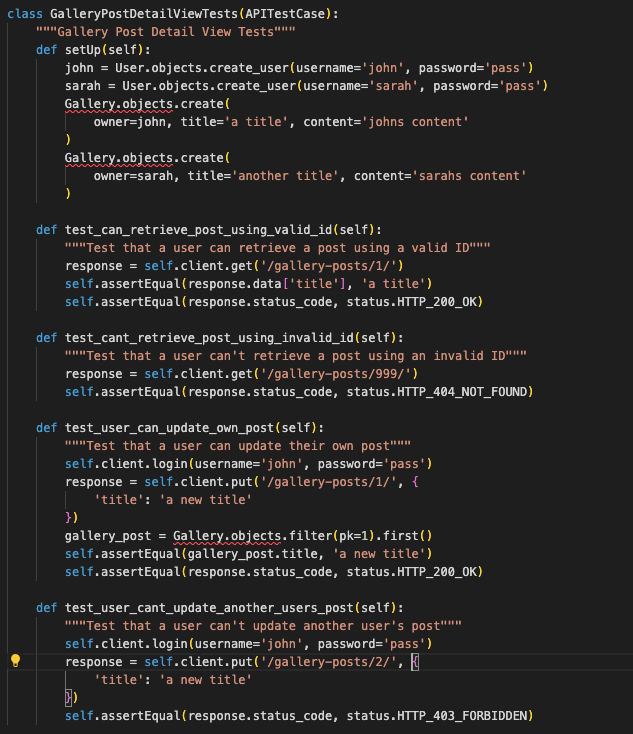 class GalleryPostDetailViewTests(APITestCase):
    """Gallery Post Detail View Tests"""
    def setUp(self):
        john = User.objects.create_user(username='john', password='pass')
        sarah = User.objects.create_user(username='sarah', password='pass')
        Gallery.objects.create(
            owner=john, title='a title', content='johns content'
        )
        Gallery.objects.create(
            owner=sarah, title='another title', content='sarahs content'
        )

    def test_can_retrieve_post_using_valid_id(self):
        """Test that a user can retrieve a post using a valid ID"""
        response = self.client.get('/gallery-posts/1/')
        self.assertEqual(response.data['title'], 'a title')
        self.assertEqual(response.status_code, status.HTTP_200_OK)

    def test_cant_retrieve_post_using_invalid_id(self):
        """Test that a user can't retrieve a post using an invalid ID"""
        response = self.client.get('/gallery-posts/999/')
        self.assertEqual(response.status_code, status.HTTP_404_NOT_FOUND)

    def test_user_can_update_own_post(self):
        """Test that a user can update their own post"""
        self.client.login(username='john', password='pass')
        response = self.client.put('/gallery-posts/1/', {
            'title': 'a new title'
        })
        gallery_post = Gallery.objects.filter(pk=1).first()
        self.assertEqual(gallery_post.title, 'a new title')
        self.assertEqual(response.status_code, status.HTTP_200_OK)

    def test_user_cant_update_another_users_post(self):
        """Test that a user can't update another user's post"""
        self.client.login(username='john', password='pass')
        response = self.client.put('/gallery-posts/2/', {
            'title': 'a new title'
        })
        self.assertEqual(response.status_code, status.HTTP_403_FORBIDDEN)